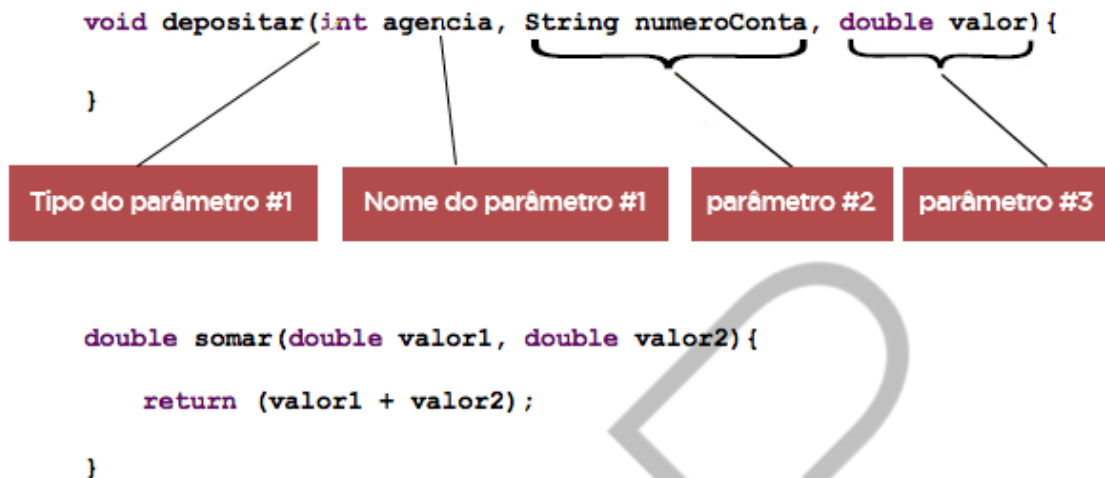 void depositar(int agencia, String numeroConta, double valor){
}
Tipo do parâmetro #1
Nome do parâmetro #1
parâmetro #2
parâmetro #3
double somar(double valor1, double valor2){
return (valor1 + valor2);
}